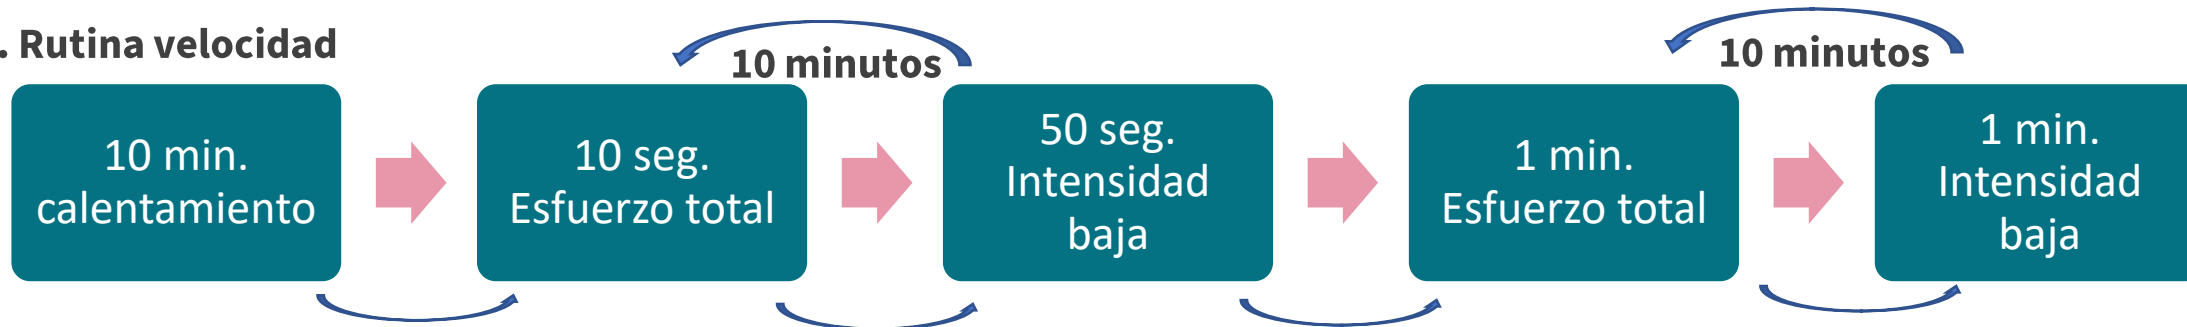 . Rutina velocidad
10 minutos
10 minutos
10 min.
calentamiento
10 seg.
Esfuerzo total
50 seg.
Intensidad
baja
1 min.
Esfuerzo total
1 min.
Intensidad
baja